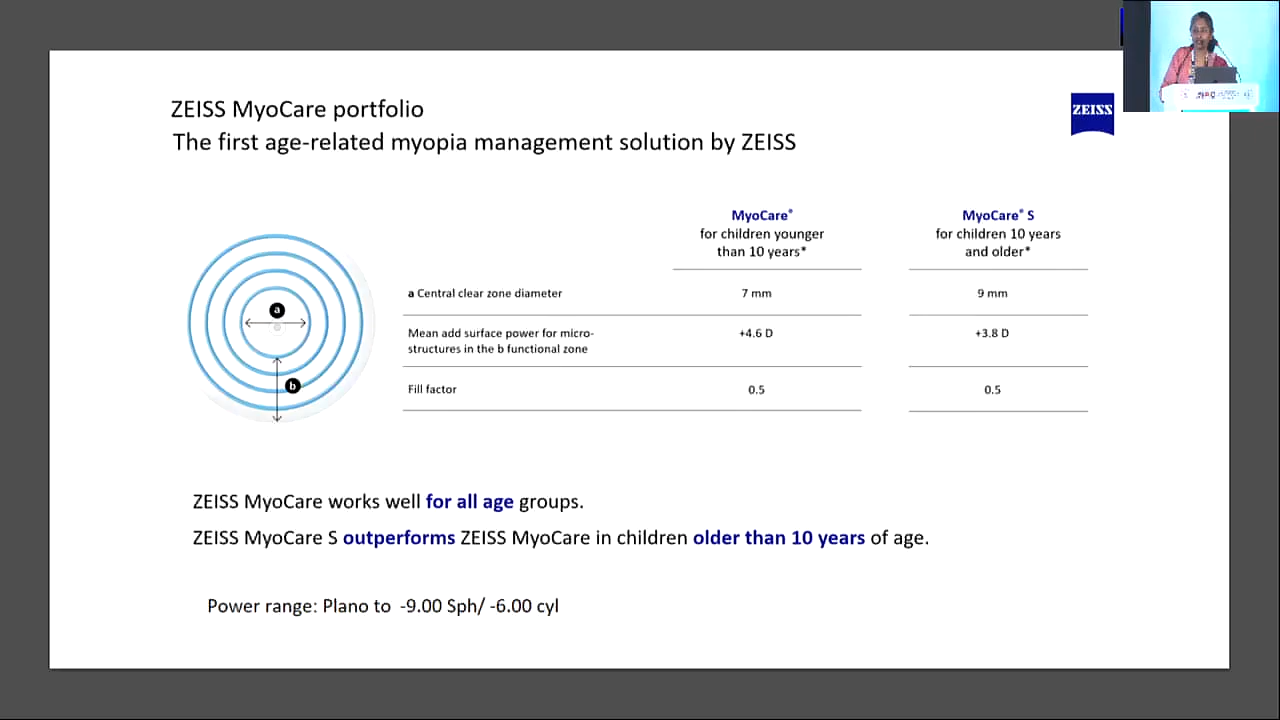 ZEISS MyoCare portfolio
The first age-related myopia management solution by ZEISS
ZEISS
MyoCare®
for children younger
than 10 years*
MyoCare® S
for children 10 years
and older*
a Central clear zone diameter
7 mm
9 mm
Mean add surface power for micro-
structures in the b functional zone
+4.6 D
+3.8 D
Fill factor
0.5
0.5
a
b
ZEISS MyoCare works well for all age groups.
ZEISS MyoCare S outperforms ZEISS MyoCare in children older than 10 years of age.
Power range: Plano to -9.00 Sph/ -6.00 cyl